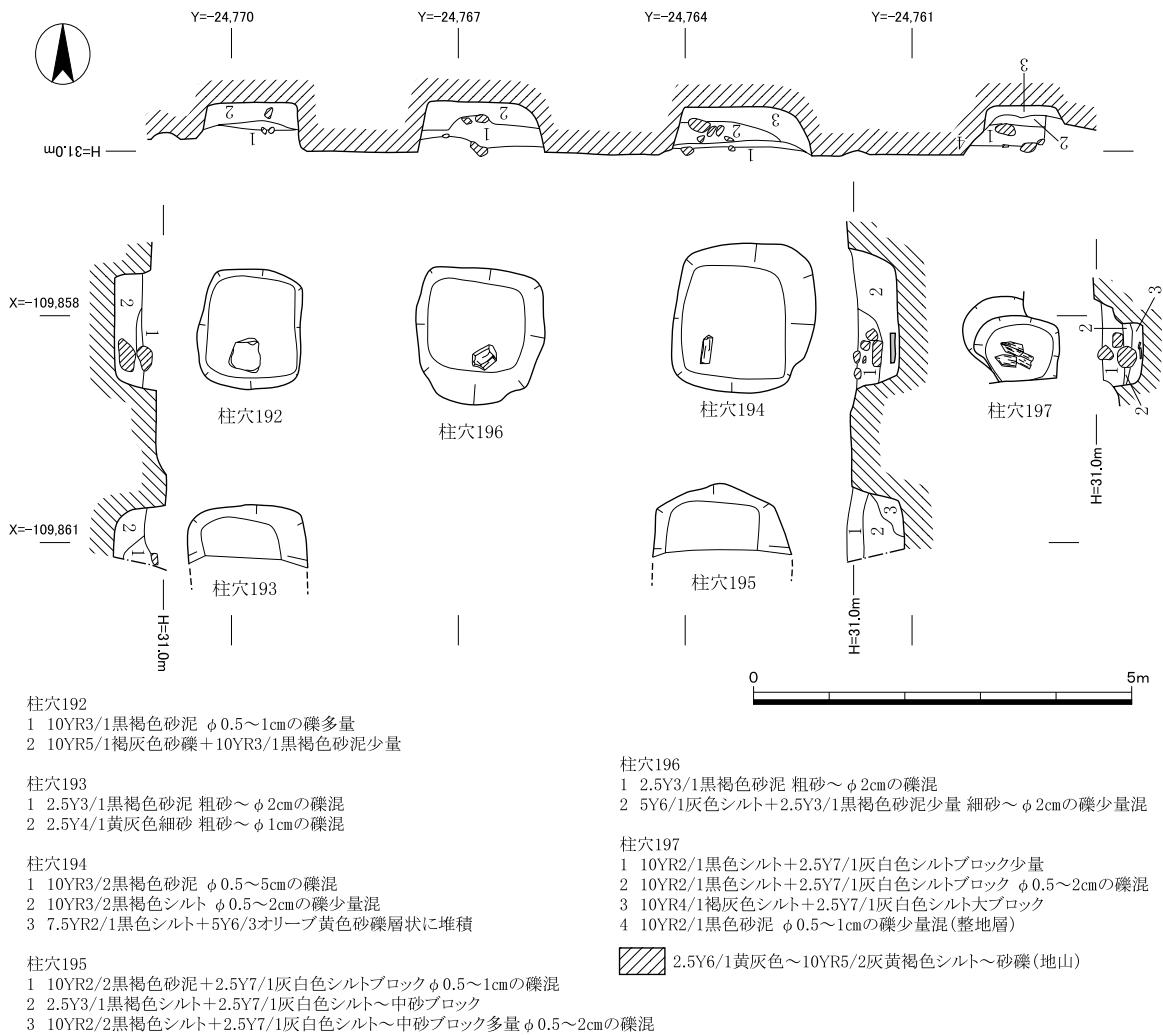 Y=-24,770 Y=-24,767 Y=-24,764 Y=-24,761
2 1 2 1 3 2 1 3 1 2 4
H=31.0m
X=-109,858
2 1
2 1
3 2 1 2
柱穴192 柱穴196 柱穴194 柱穴197
X=-109,861
2 1
1 2 3
柱穴193 柱穴195
H=31.0m H=31.0m H=31.0m
0 5m
柱穴192
1 10YR3/1黒褐色砂泥 φ0.5～1cmの礫多量
2 10YR5/1褐灰色砂礫＋10YR3/1黒褐色砂泥少量
柱穴193
1 2.5Y3/1黒褐色砂泥 粗砂～φ2cmの礫混
2 2.5Y4/1黄灰色細砂 粗砂～φ1cmの礫混
柱穴194
1 10YR3/2黒褐色砂泥 φ0.5～5cmの礫混
2 10YR3/2黒褐色シルト φ0.5～2cmの礫少量混
3 7.5YR2/1黒色シルト＋5Y6/3オリーブ黄色砂礫層状に堆積
柱穴195
1 10YR2/2黒褐色砂泥＋2.5Y7/1灰白色シルトブロックφ0.5～1cmの礫混
2 2.5Y3/1黒褐色シルト＋2.5Y7/1灰白色シルト～中砂ブロック
3 10YR2/2黒褐色シルト＋2.5Y7/1灰白色シルト～中砂ブロック多量φ0.5～2cmの礫混
柱穴196
1 2.5Y3/1黒褐色砂泥 粗砂～φ2cmの礫混
2 5Y6/1灰色シルト＋2.5Y3/1黒褐色砂泥少量 細砂～φ2cmの礫少量混
柱穴197
1 10YR2/1黒色シルト＋2.5Y7/1灰白色シルトブロック少量
2 10YR2/1黒色シルト＋2.5Y7/1灰白色シルトブロック φ0.5～2cmの礫混
3 10YR4/1褐灰色シルト＋2.5Y7/1灰白色シルト大ブロック
4 10YR2/1黒色砂泥 φ0.5～1cmの礫少量混（整地層）
2.5Y6/1黄灰色～10YR5/2灰黄褐色シルト～砂礫（地山）